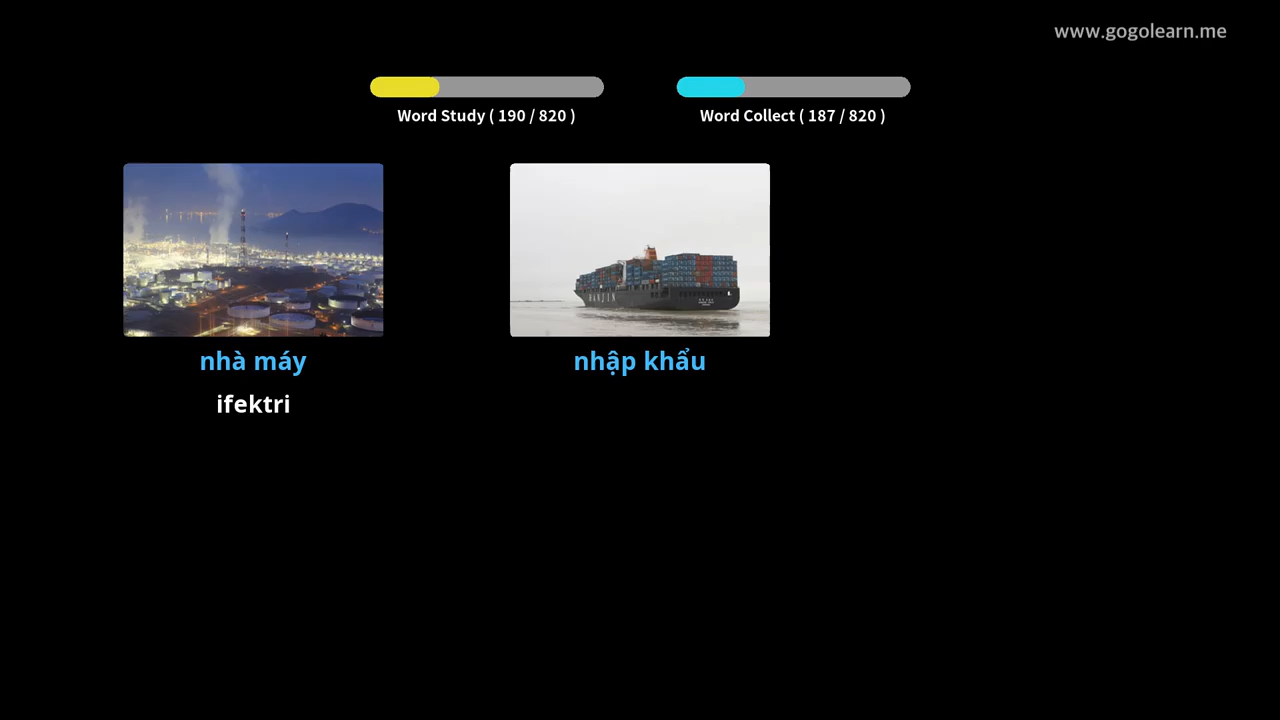 www.gogolearn.me
Word Study ( 190 / 820 )
Word Collect ( 187 / 820 )
nhà máy
nhập khẩu
ifektri